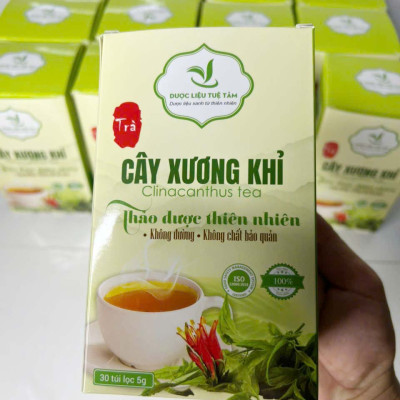 DƯỢC LIỆU TUỆ TÂM
Dược liệu xanh từ thiên nhiên
Trà
CÂY XƯƠNG KHỈ
Clinacanthus tea
Thảo dược thiên nhiên
• Không đường • Không chất bảo quản
ISO
100%
30 túi lọc 5g